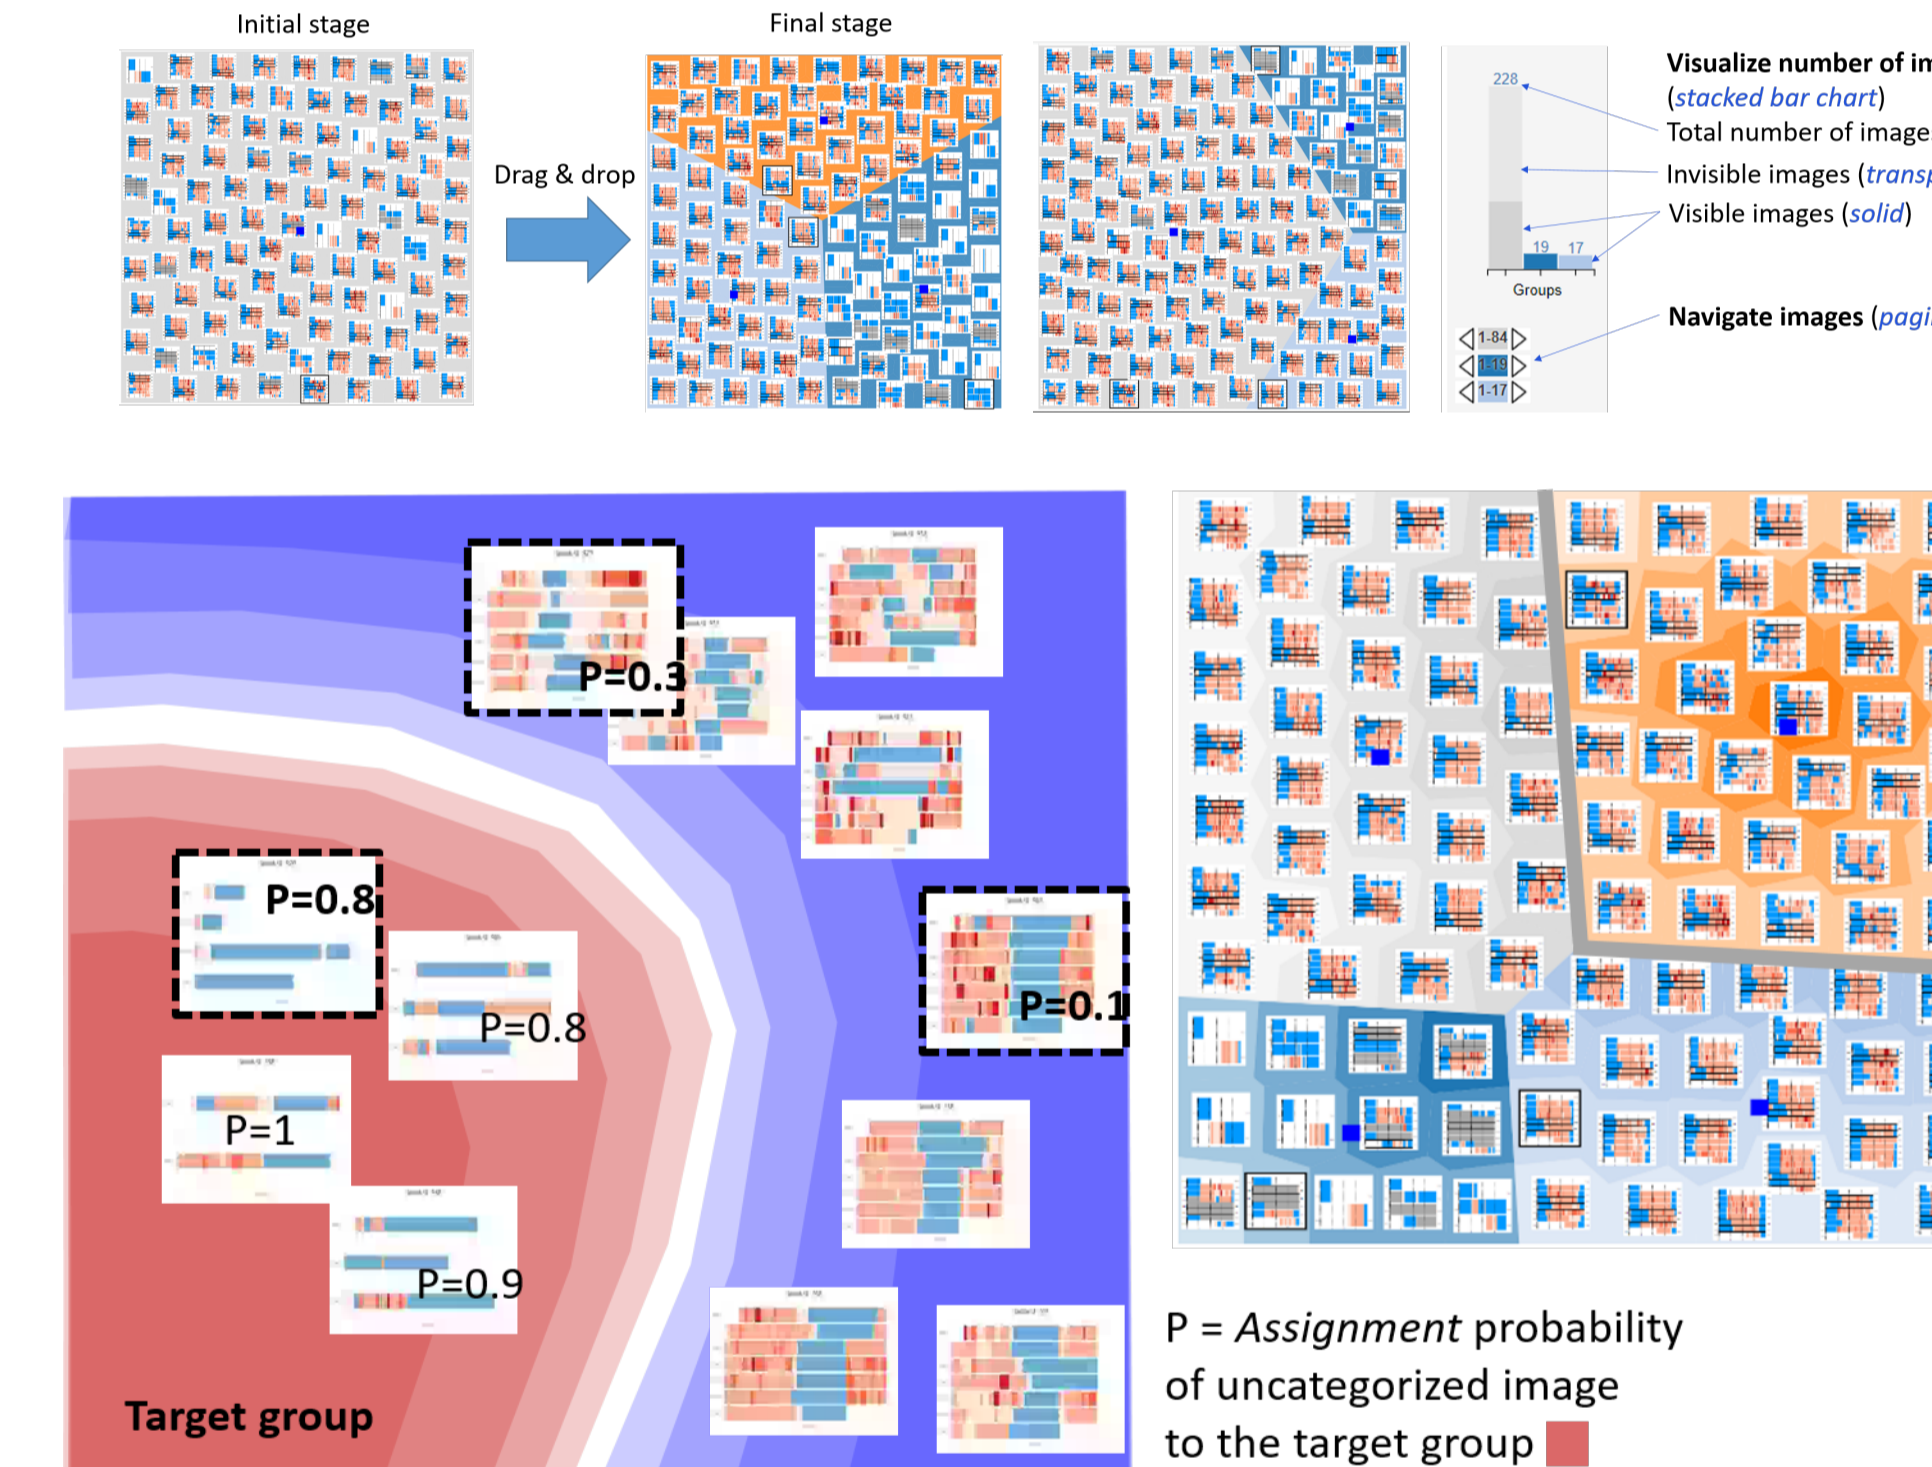 Initial stage
Final stage
Drag & drop
Visualize number of im
(stacked bar chart)
Total number of image
Invisible images (transp
Visible images (solid)
Navigate images (pagi
228
19 17
Groups
1-84
1-19
1-17
P=0.3
P=0.8
P=0.8
P=0.1
P=1
P=0.9
Target group
P = Assignment probability
of uncategorized image
to the target group